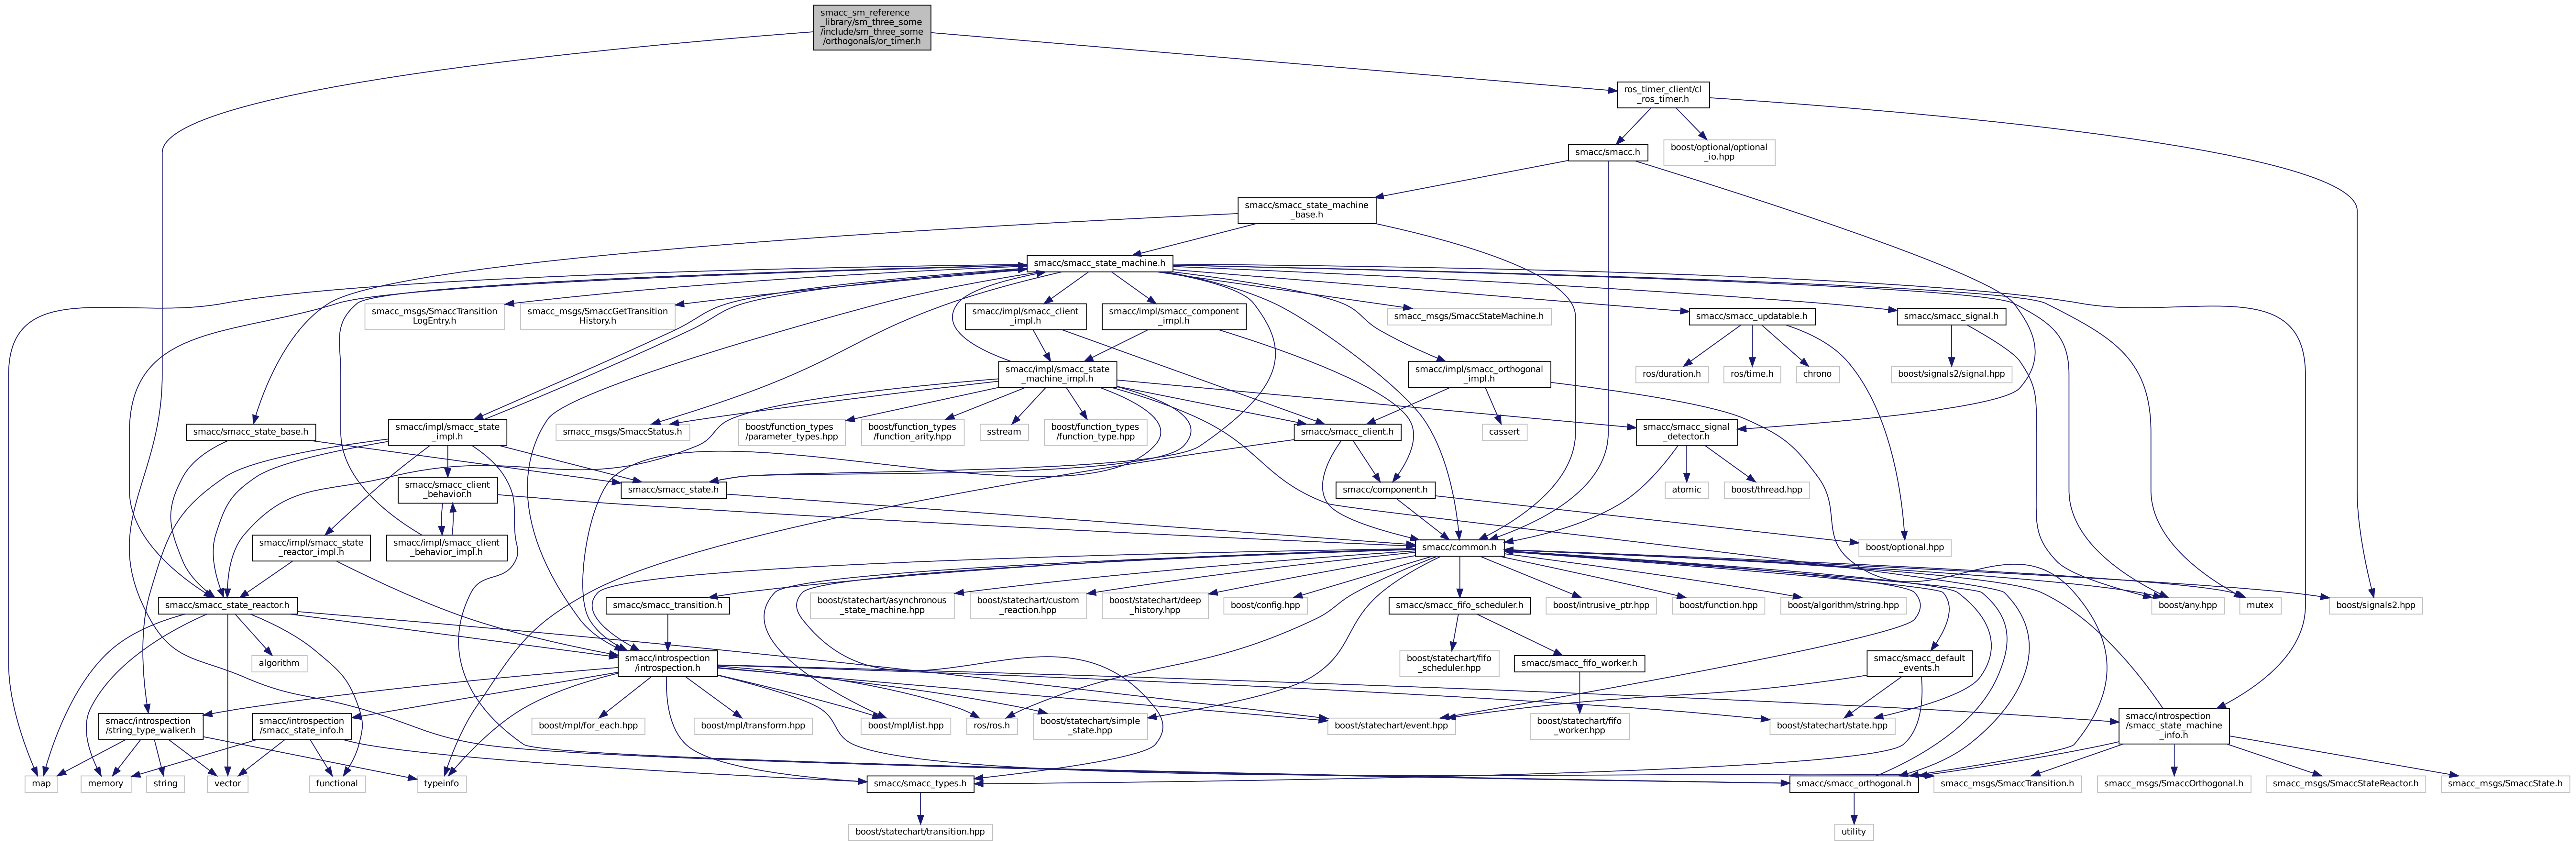 smacc_sm_reference
_library/sm_three_some
/include/sm_three_some
/orthogonals/or_timer.h
ros_timer_client/cl
_ros_timer.h
smacc/smacc.h
boost/optional/optional
_io.hpp
smacc/smacc_state_machine
_base.h
smacc/smacc_state_machine.h
smacc_msgs/SmaccTransition
LogEntry.h
smacc_msgs/SmaccGetTransition
History.h
smacc/impl/smacc_client
_impl.h
smacc/impl/smacc_component
_impl.h
smacc_msgs/SmaccStateMachine.h
smacc/smacc_updatable.h
smacc/smacc_signal.h
smacc/impl/smacc_state
_machine_impl.h
smacc/impl/smacc_orthogonal
_impl.h
ros/duration.h
ros/time.h
chrono
boost/signals2/signal.hpp
smacc/smacc_state_base.h
smacc/impl/smacc_state
_impl.h
smacc_msgs/SmaccStatus.h
boost/function_types
/parameter_types.hpp
boost/function_types
/function_arity.hpp
sstream
boost/function_types
/function_type.hpp
smacc/smacc_client.h
cassert
smacc/smacc_signal
_detector.h
smacc/smacc_client
_behavior.h
smacc/smacc_state.h
smacc/component.h
atomic
boost/thread.hpp
smacc/impl/smacc_state
_reactor_impl.h
smacc/impl/smacc_client
_behavior_impl.h
smacc/common.h
boost/optional.hpp
smacc/smacc_state_reactor.h
smacc/smacc_transition.h
boost/statechart/asynchronous
_state_machine.hpp
boost/statechart/custom
_reaction.hpp
boost/statechart/deep
_history.hpp
boost/config.hpp
smacc/smacc_fifo_scheduler.h
boost/intrusive_ptr.hpp
boost/function.hpp
boost/algorithm/string.hpp
boost/any.hpp
mutex
boost/signals2.hpp
algorithm
smacc/introspection
/introspection.h
boost/statechart/fifo
_scheduler.hpp
smacc/smacc_fifo_worker.h
smacc/smacc_default
_events.h
smacc/introspection
/string_type_walker.h
smacc/introspection
/smacc_state_info.h
boost/mpl/for_each.hpp
boost/mpl/transform.hpp
boost/mpl/list.hpp
ros/ros.h
boost/statechart/simple
_state.hpp
boost/statechart/event.hpp
boost/statechart/fifo
_worker.hpp
boost/statechart/state.hpp
smacc/introspection
/smacc_state_machine
_info.h
map
memory
string
vector
functional
typeinfo
smacc/smacc_types.h
smacc/smacc_orthogonal.h
smacc_msgs/SmaccTransition.h
smacc_msgs/SmaccOrthogonal.h
smacc_msgs/SmaccStateReactor.h
smacc_msgs/SmaccState.h
boost/statechart/transition.hpp
utility